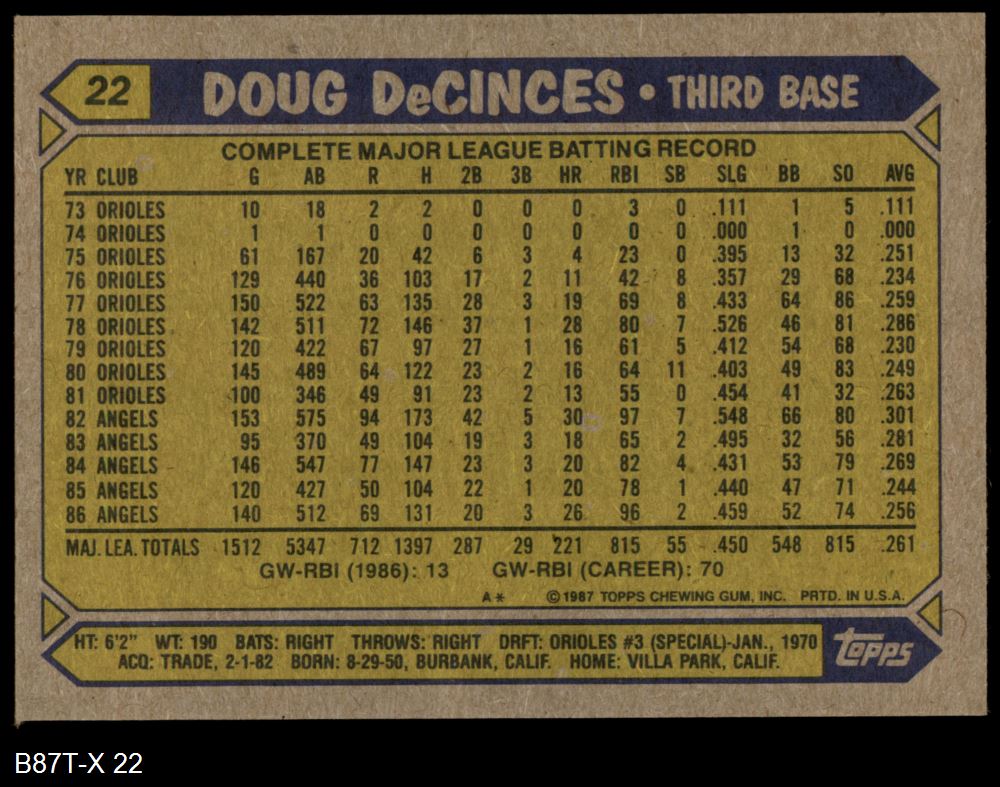 22 DOUG DeCINCES • THIRD BASE
COMPLETE MAJOR LEAGUE BATTING RECORD
YR CLUB G AB R H 2B 3B HR RBI SB SLG BB SO AVG
73 ORIOLES 10 18 2 2 0 0 0 3 0 .111 1 5 .111
74 ORIOLES 1 1 0 0 0 0 0 0 0 .000 1 0 .000
75 ORIOLES 61 167 20 42 6 3 4 23 0 .395 13 32 .251
76 ORIOLES 129 440 36 103 17 2 11 42 8 .357 29 68 .234
77 ORIOLES 150 522 63 135 28 3 19 69 8 .433 64 86 .259
78 ORIOLES 142 511 72 146 37 1 28 80 7 .526 46 81 .286
79 ORIOLES 120 422 67 97 27 1 16 61 5 .412 54 68 .230
80 ORIOLES 145 489 64 122 23 2 16 64 11 .403 49 83 .249
81 ORIOLES 100 346 49 91 23 2 13 55 0 .454 41 32 .263
82 ANGELS 153 575 94 173 42 5 30 97 7 .548 66 80 .301
83 ANGELS 95 370 49 104 19 3 18 65 2 .495 32 56 .281
84 ANGELS 146 547 77 147 23 3 20 82 4 .431 53 79 .269
85 ANGELS 120 427 50 104 22 1 20 78 1 .440 47 71 .244
86 ANGELS 140 512 69 131 20 3 26 96 2 .459 52 74 .256
MAJ. LEA. TOTALS 1512 5347 712 1397 287 29 221 815 55 .450 548 815 .261
GW-RBI (1986): 13 GW-RBI (CAREER): 70
A* ©1987 TOPPS CHEWING GUM, INC. PRTD. IN U.S.A.
HT: 6'2" WT: 190 BATS: RIGHT THROWS: RIGHT DRFT: ORIOLES #3 (SPECIAL)-JAN., 1970
ACQ: TRADE, 2-1-82 BORN: 8-29-50, BURBANK, CALIF. HOME: VILLA PARK, CALIF.
Topps
B87T-X 22